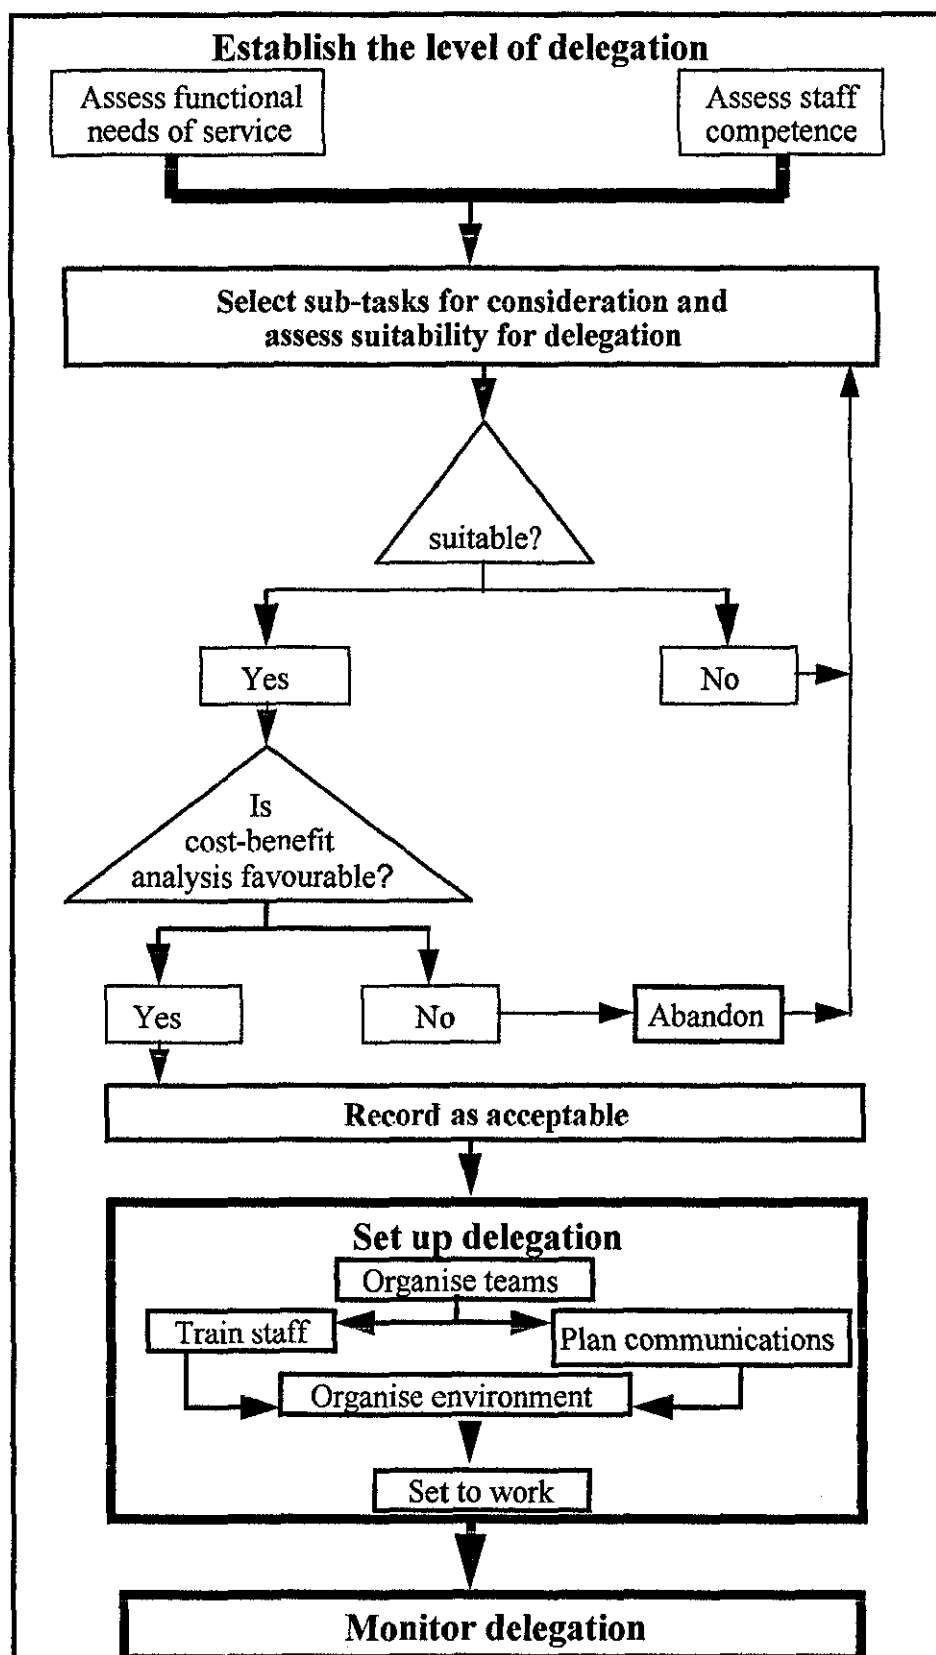 Establish the level of delegation
Assess functional
needs of service
Assess staff
competence
Select sub-tasks for consideration and
assess suitability for delegation
suitable?
Yes
No
Is
cost-benefit
analysis favourable?
Yes
No
Abandon
Record as acceptable
Set up delegation
Organise teams
Train staff
Plan communications
Organise environment
Set to work
Monitor delegation